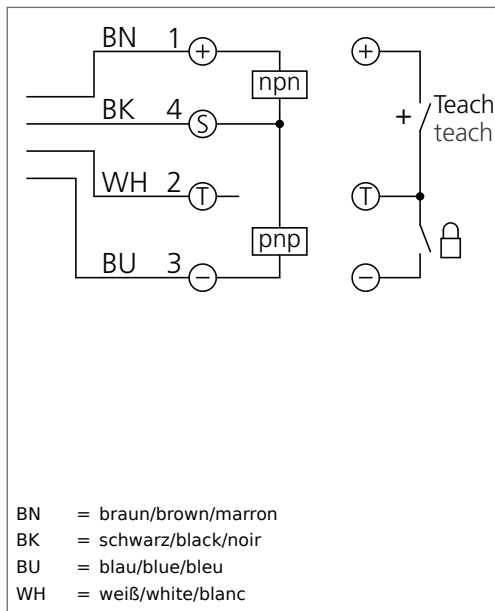 BN 1 + npn +
BK 4 S + Teach
teach
WH 2 T T
pnp
BU 3 − −
BN = braun/brown/marron
BK = schwarz/black/noir
BU = blau/blue/bleu
WH = weiß/white/blanc